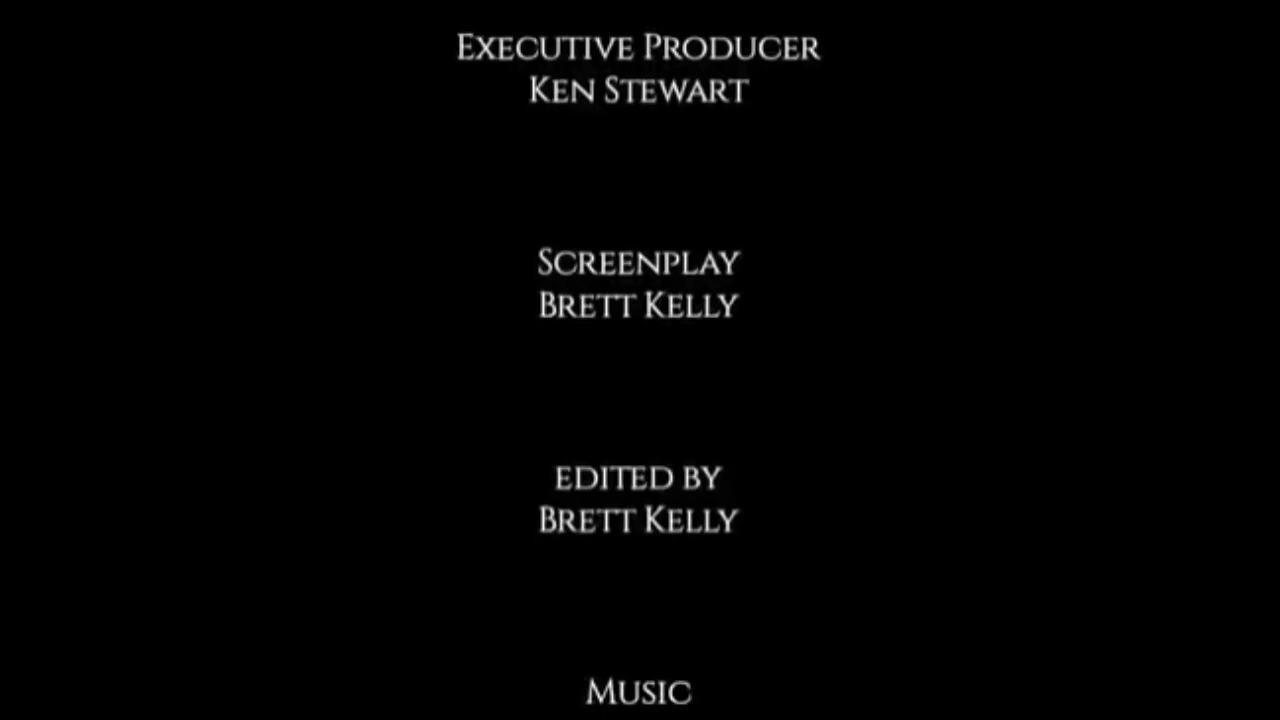 Executive Producer
Ken Stewart
Screenplay
Brett Kelly
edited by
Brett Kelly
Music